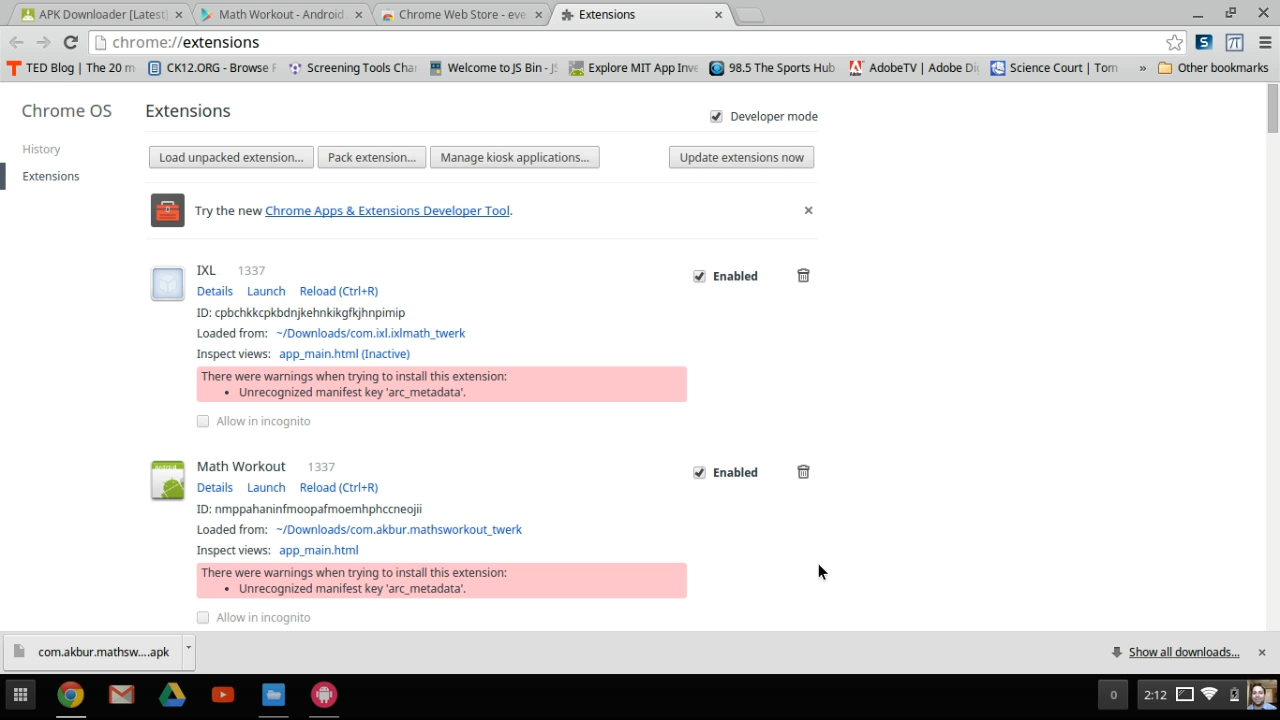 APK Downloader [Latest]
Math Workout - Android
Chrome Web Store - eve
Extensions
chrome://extensions
TED Blog | The 20 m
CK12.ORG - Browse F
Screening Tools Cha
Welcome to JS Bin - JS
Explore MIT App Inve
98.5 The Sports Hub
AdobeTV | Adobe Di
Science Court | Tom
» Other bookmarks
Chrome OS
History
Extensions
Extensions
Developer mode
Load unpacked extension...
Pack extension...
Manage kiosk applications...
Update extensions now
Try the new Chrome Apps & Extensions Developer Tool.
IXL 1337
Enabled
Details Launch Reload (Ctrl+R)
ID: cpbchkkcpkbdnjkehnkikgfkjhnpimip
Loaded from: ~/Downloads/com.ixl.ixlmath_twerk
Inspect views: app_main.html (Inactive)
There were warnings when trying to install this extension:
• Unrecognized manifest key 'arc_metadata'.
Allow in incognito
Math Workout 1337
Enabled
Details Launch Reload (Ctrl+R)
ID: nmppahaninfmoopafmoemhphccneojii
Loaded from: ~/Downloads/com.akbur.mathsworkout_twerk
Inspect views: app_main.html
There were warnings when trying to install this extension:
• Unrecognized manifest key 'arc_metadata'.
Allow in incognito
com.akbur.mathsw....apk
Show all downloads...
0
2:12